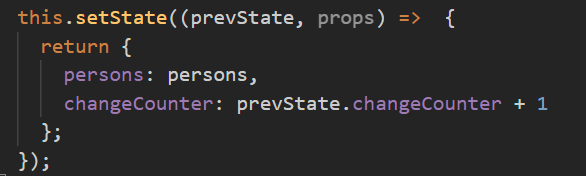 this.setState((prevState, props) => {
return {
persons: persons,
changeCounter: prevState.changeCounter + 1
};
});